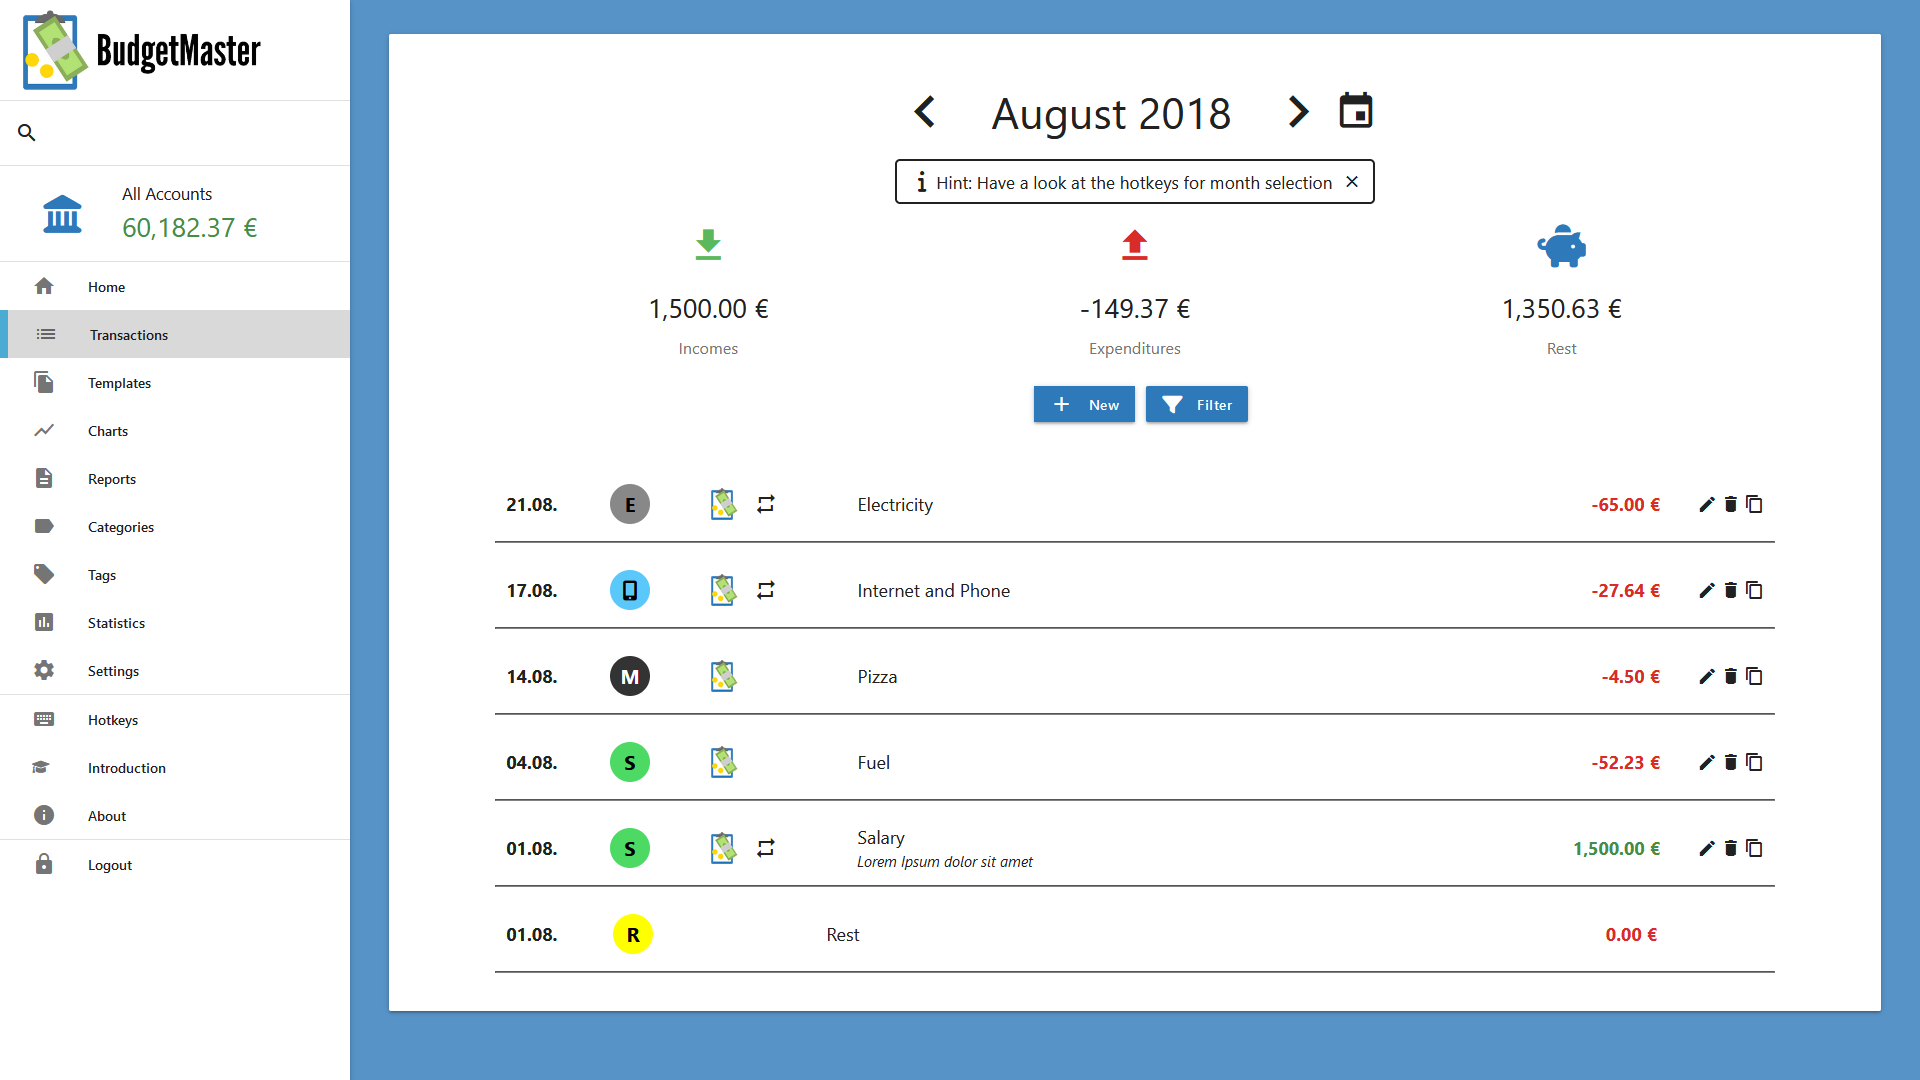 BudgetMaster
All Accounts
60,182.37 €
Home
Transactions
Templates
Charts
Reports
Categories
Tags
Statistics
Settings
Hotkeys
Introduction
About
Logout
August 2018
Hint: Have a look at the hotkeys for month selection
1,500.00 € -149.37 € 1,350.63 €
Incomes Expenditures Rest
New Filter
21.08. E Electricity -65.00 €
17.08. Internet and Phone -27.64 €
14.08. M Pizza -4.50 €
04.08. S Fuel -52.23 €
01.08. S Salary 1,500.00 €
Lorem Ipsum dolor sit amet
01.08. R Rest 0.00 €